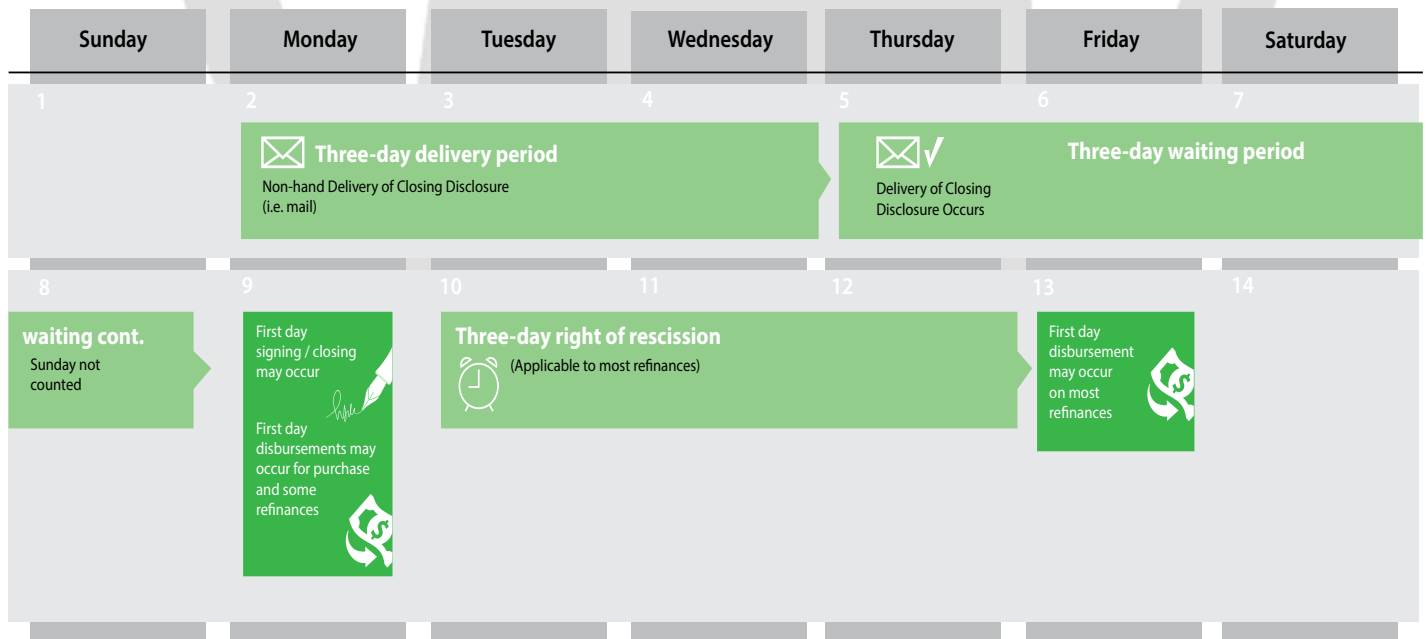 Sunday
Monday
Tuesday
Wednesday
Thursday
Friday
Saturday
1
2
3
4
5
6
7
Three-day delivery period
Non-hand Delivery of Closing Disclosure
(i.e. mail)
Three-day waiting period
Delivery of Closing
Disclosure Occurs
8
9
10
11
12
13
14
waiting cont.
Sunday not
counted
First day
signing / closing
may occur
First day
disbursements may
occur for purchase
and some
refinances
Three-day right of rescission
(Applicable to most refinances)
First day
disbursement
may occur
on most
refinances